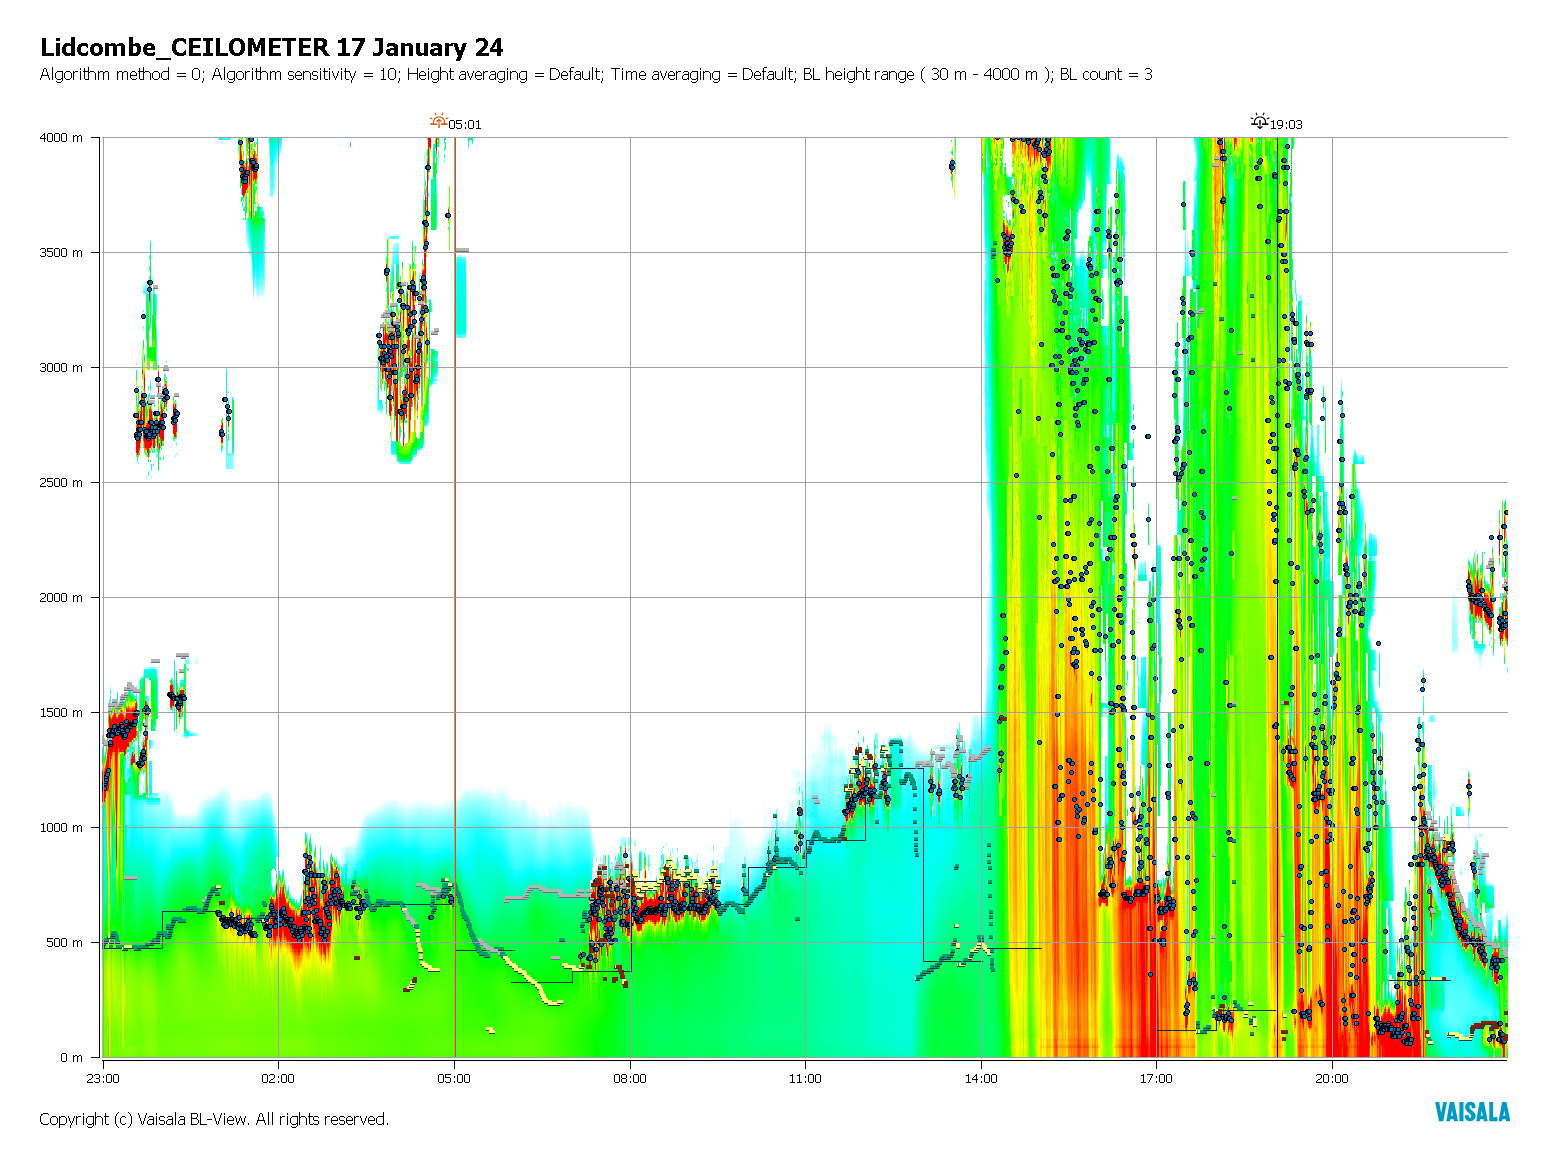 Lidcombe_CEILOMETER 17 January 24
Algorithm method = 0; Algorithm sensitivity = 10; Height averaging = Default; Time averaging = Default; BL height range ( 30 m - 4000 m ); BL count = 3
05:01
19:03
4000 m
3500 m
3000 m
2500 m
2000 m
1500 m
1000 m
500 m
0 m
23:00
02:00
05:00
08:00
11:00
14:00
17:00
20:00
Copyright (c) Vaisala BL-View. All rights reserved.
VAISALA